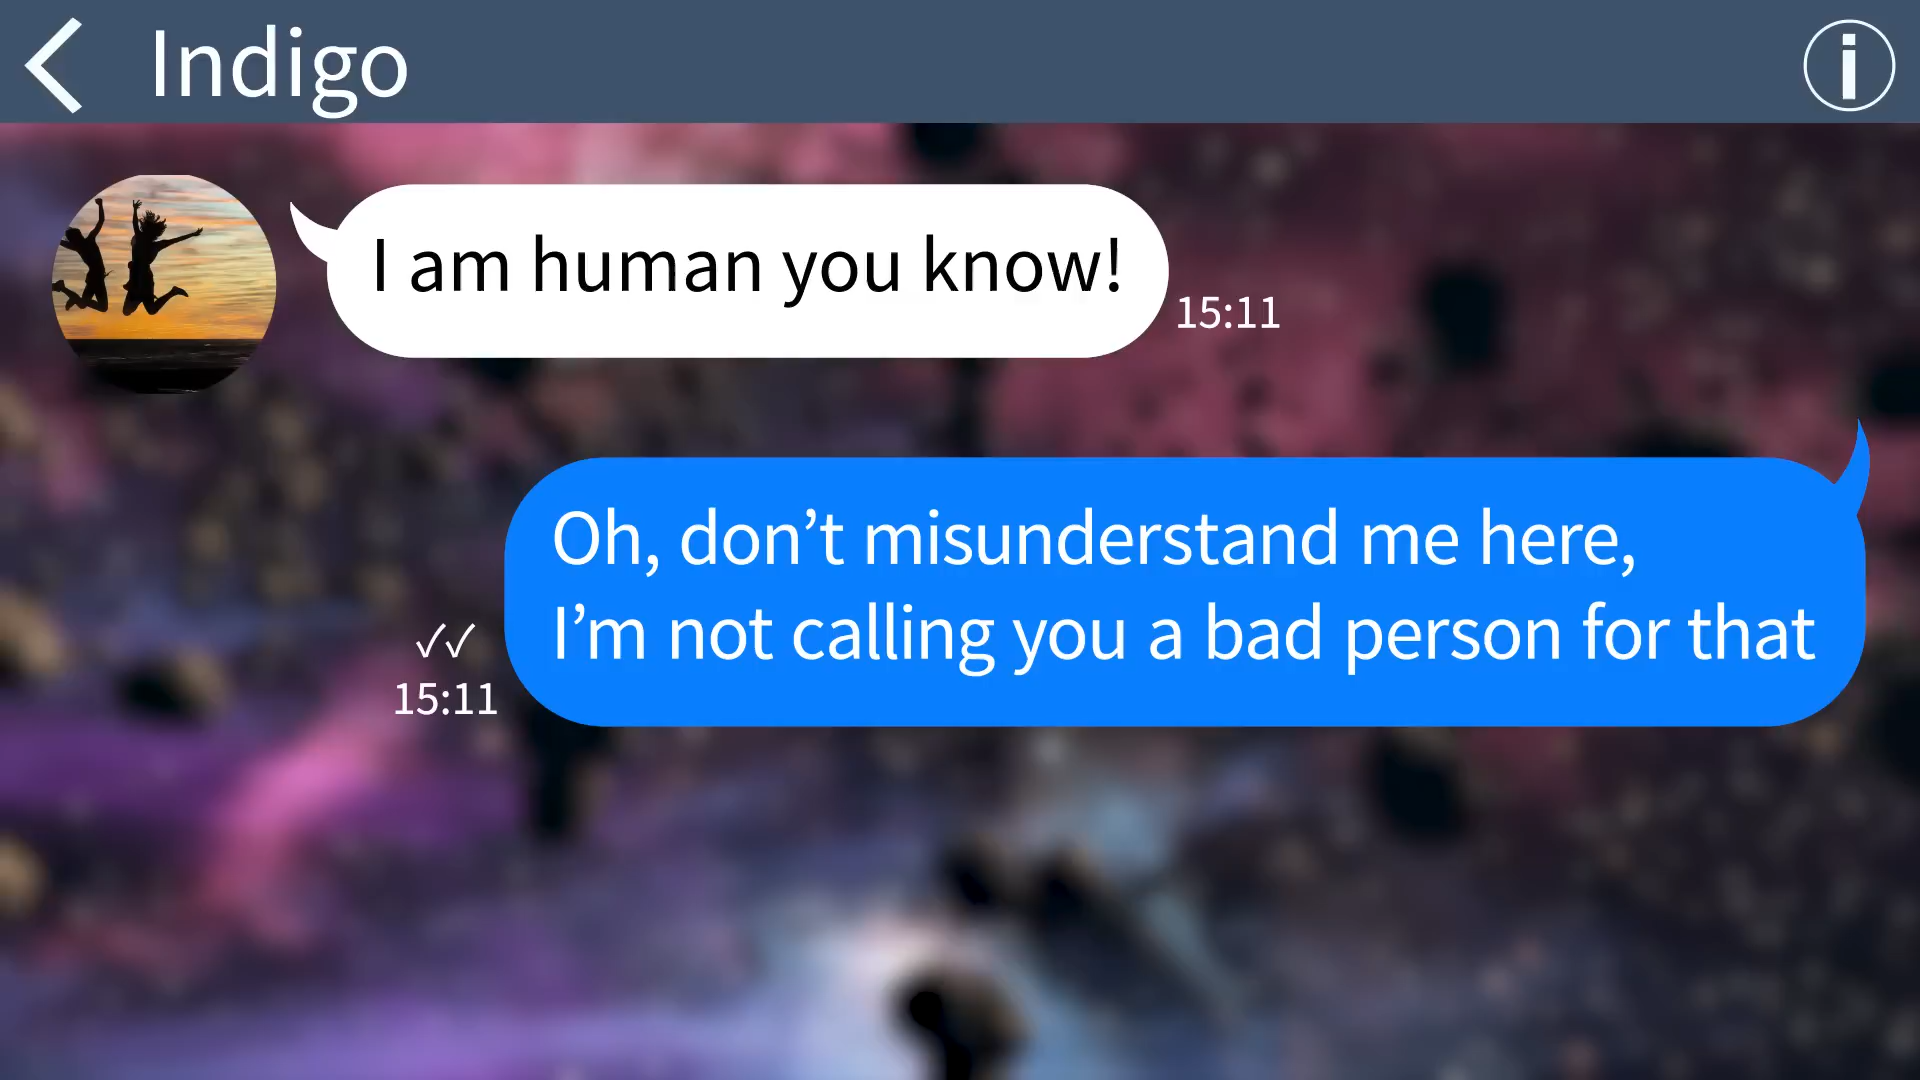 Indigo
I am human you know!
15:11
Oh, don’t misunderstand me here,
I’m not calling you a bad person for that
✓✓
15:11